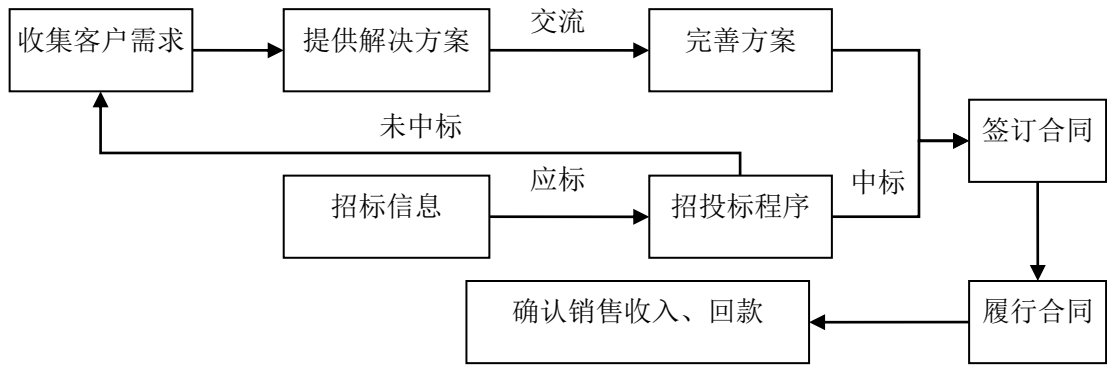 收集客户需求
提供解决方案
交流
完善方案
签订合同
未中标
招标信息
应标
招投标程序
中标
确认销售收入、回款
履行合同